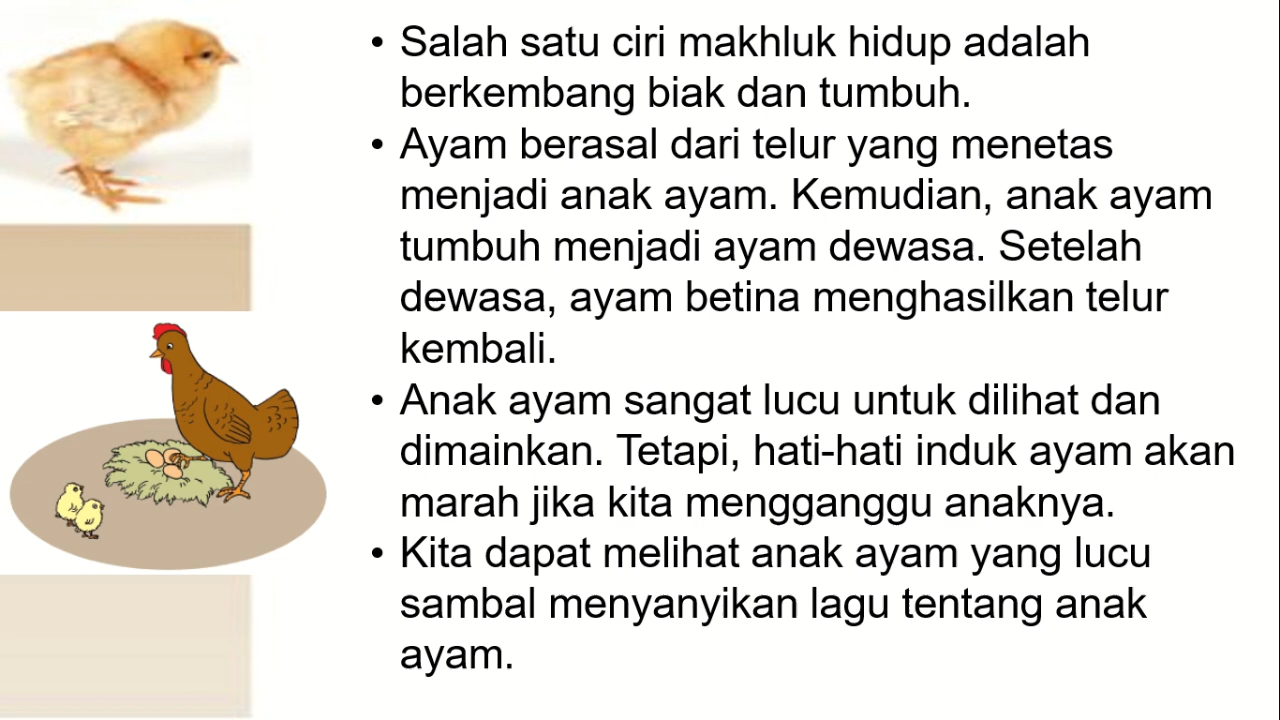 • Salah satu ciri makhluk hidup adalah
berkembang biak dan tumbuh.
• Ayam berasal dari telur yang menetas
menjadi anak ayam. Kemudian, anak ayam
tumbuh menjadi ayam dewasa. Setelah
dewasa, ayam betina menghasilkan telur
kembali.
• Anak ayam sangat lucu untuk dilihat dan
dimainkan. Tetapi, hati-hati induk ayam akan
marah jika kita mengganggu anaknya.
• Kita dapat melihat anak ayam yang lucu
sambal menyanyikan lagu tentang anak
ayam.